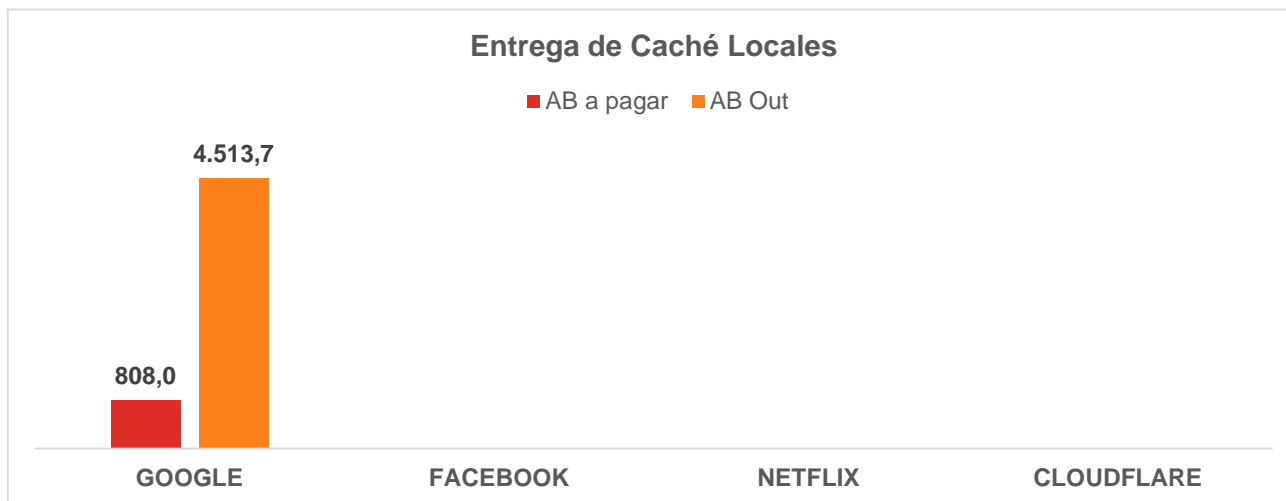 Entrega de Caché Locales
AB a pagar AB Out
4.513,7
808,0
GOOGLE FACEBOOK NETFLIX CLOUDFLARE